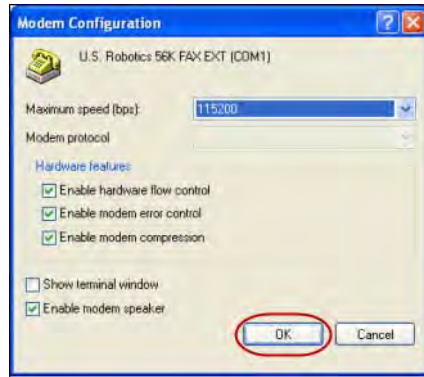 Modem Configuration
U.S. Robotics 56K FAX EXT (COM1)
Maximum speed (bps): 115200
Modem protocol
Hardware features
Enable hardware flow control
Enable modem error control
Enable modem compression
Show terminal window
Enable modem speaker
OK Cancel